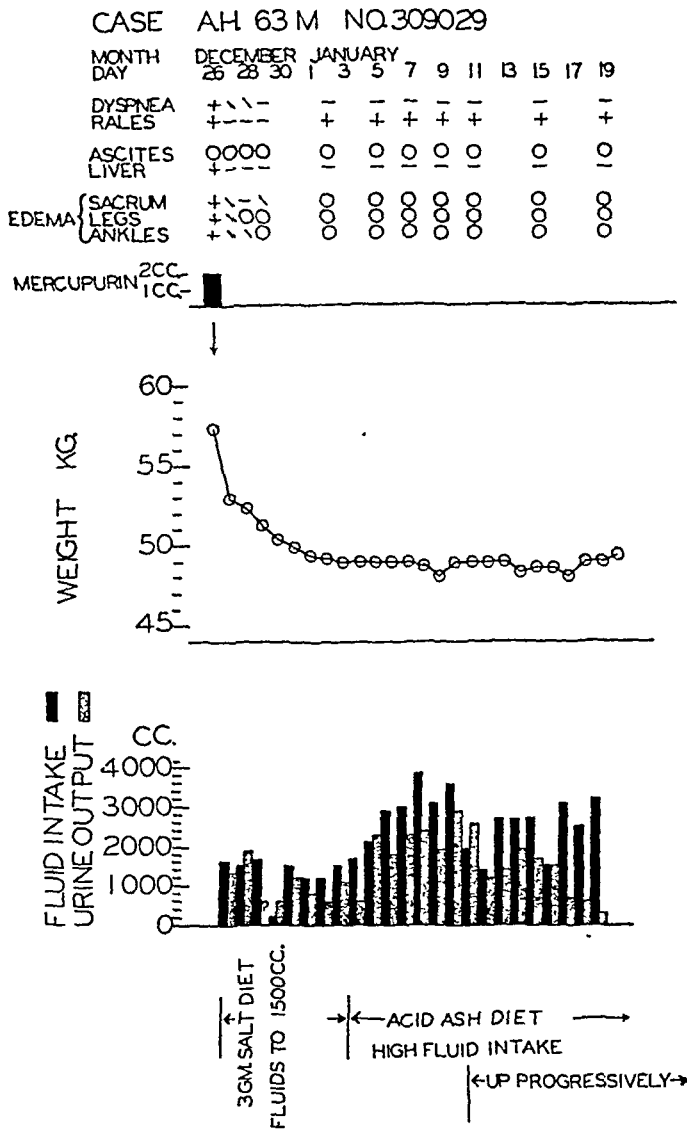 CASE A.H. 63 M NO. 309029
MONTH DECEMBER JANUARY
DAY 26 28 30 1 3 5 7 9 11 13 15 17 19
DYSPNEA + \ \ − − − − − − − −
RALES + − − − + + + + + + +
ASCITES O O O O O O O O O O O
LIVER + − − − − − − − − − −
EDEMA
SACRUM + \ − \ O O O O O O O
LEGS + \ O O O O O O O O O
ANKLES + \ \ O O O O O O O O
MERCUPURIN 2CC.
1CC.
WEIGHT KG.
60
55
50
45
FLUID INTAKE
URINE OUTPUT
CC.
4000
3000
2000
1000
0
3GM. SALT DIET
FLUIDS TO 1500CC.
ACID ASH DIET
HIGH FLUID INTAKE
UP PROGRESSIVELY